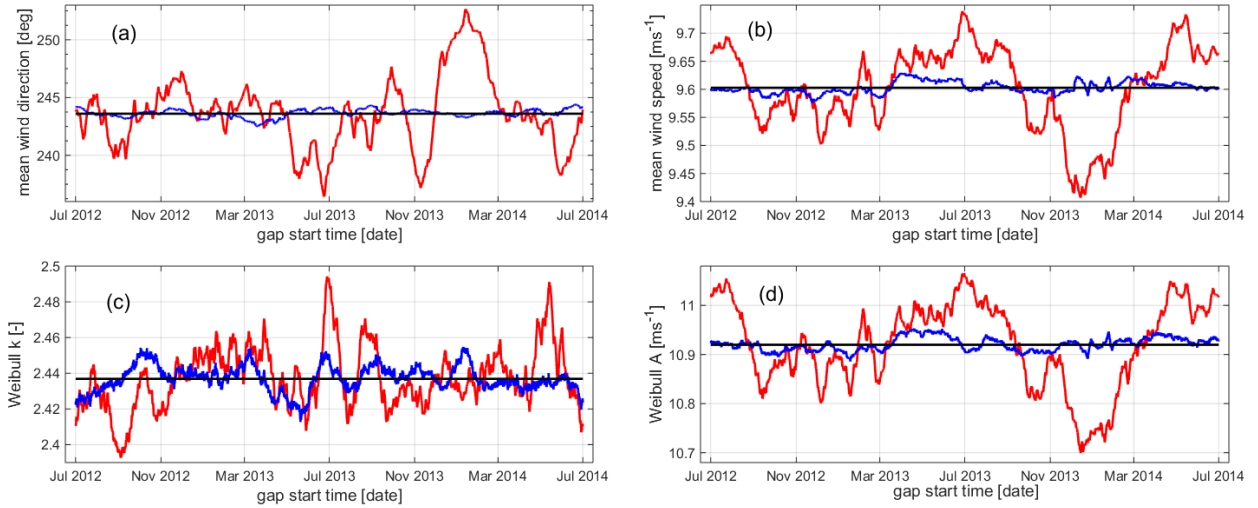 (a)
mean wind direction [deg]
250
245
240
Jul 2012 Nov 2012 Mar 2013 Jul 2013 Nov 2013 Mar 2014 Jul 2014
gap start time [date]
(b)
mean wind speed [ms⁻¹]
9.7
9.65
9.6
9.55
9.5
9.45
9.4
Jul 2012 Nov 2012 Mar 2013 Jul 2013 Nov 2013 Mar 2014 Jul 2014
gap start time [date]
(c)
Weibull k [-]
2.5
2.48
2.46
2.44
2.42
2.4
Jul 2012 Nov 2012 Mar 2013 Jul 2013 Nov 2013 Mar 2014 Jul 2014
gap start time [date]
(d)
Weibull A [ms⁻¹]
11
10.9
10.8
10.7
Jul 2012 Nov 2012 Mar 2013 Jul 2013 Nov 2013 Mar 2014 Jul 2014
gap start time [date]